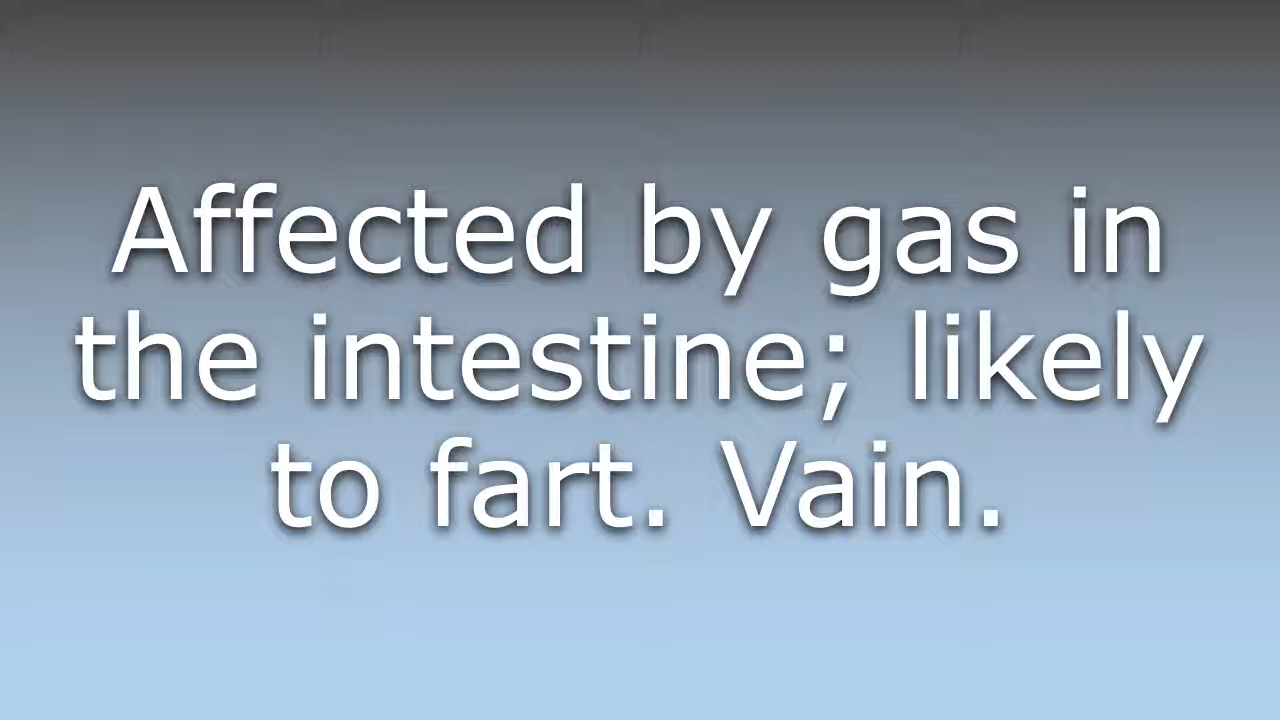 Affected by gas in
the intestine; likely
to fart. Vain.